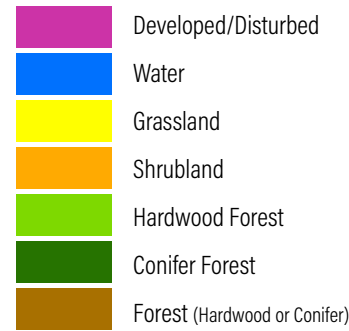 Developed/Disturbed
Water
Grassland
Shrubland
Hardwood Forest
Conifer Forest
Forest (Hardwood or Conifer)